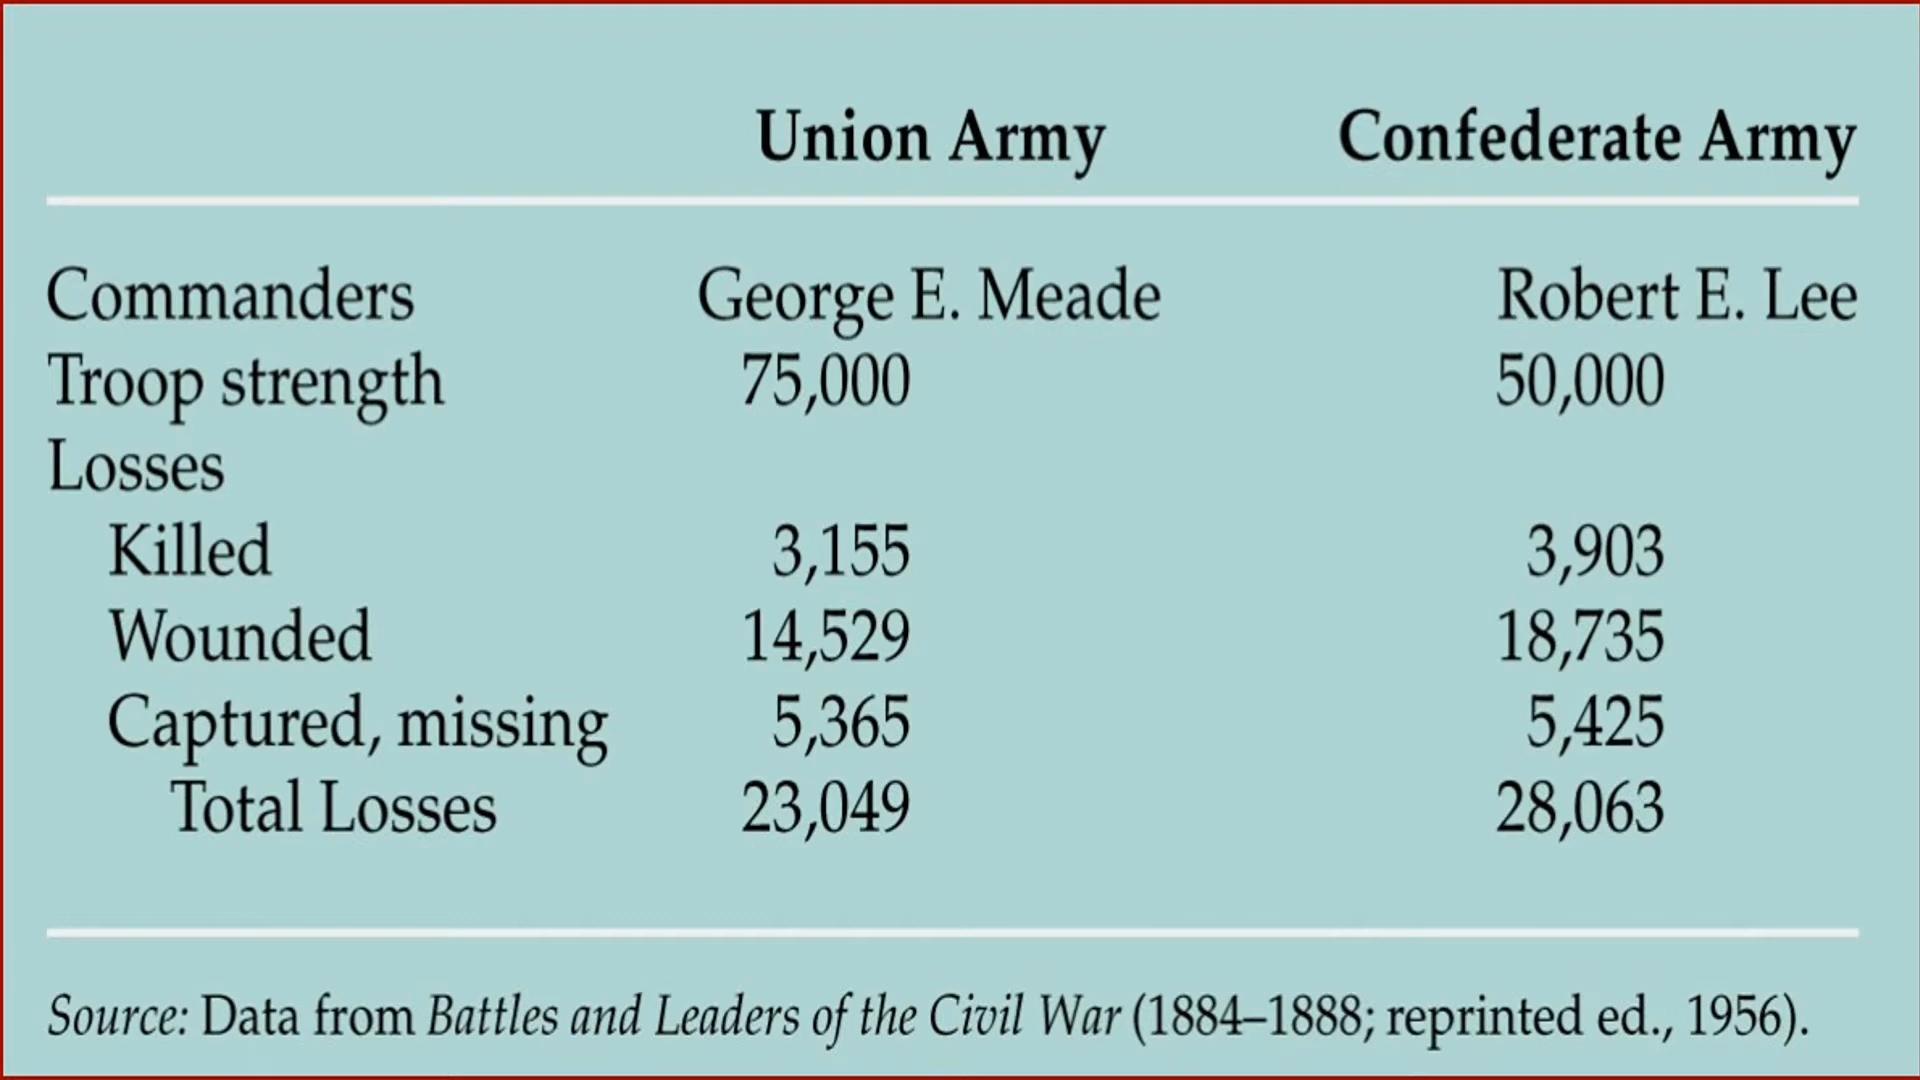 Union Army Confederate Army
Commanders George E. Meade Robert E. Lee
Troop strength 75,000 50,000
Losses
Killed 3,155 3,903
Wounded 14,529 18,735
Captured, missing 5,365 5,425
Total Losses 23,049 28,063
Source: Data from Battles and Leaders of the Civil War (1884–1888; reprinted ed., 1956).